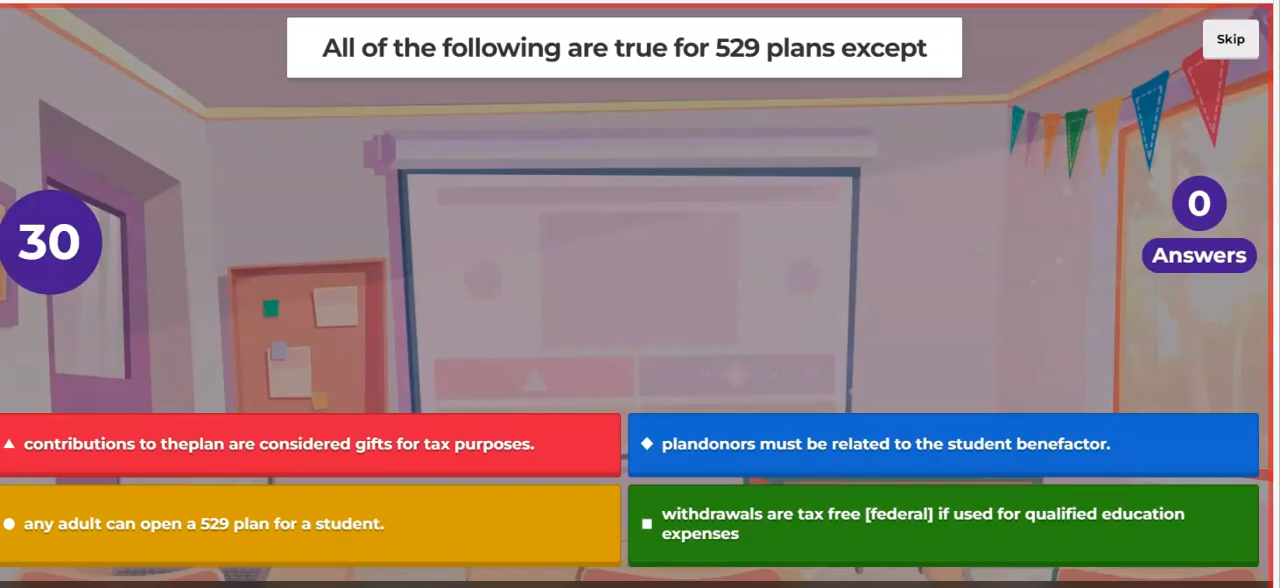 All of the following are true for 529 plans except
Skip
30
0
Answers
contributions to theplan are considered gifts for tax purposes.
plandonors must be related to the student benefactor.
any adult can open a 529 plan for a student.
withdrawals are tax free [federal] if used for qualified education
expenses